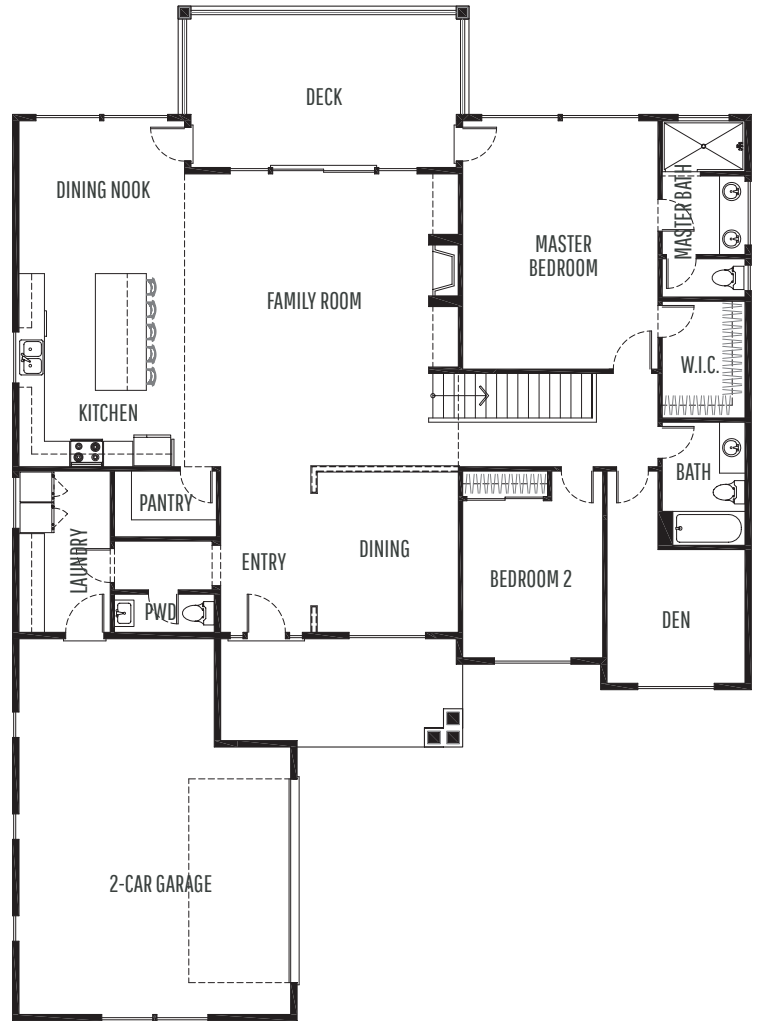 DECK
DINING NOOK
MASTER BATH
MASTER
BEDROOM
FAMILY ROOM
W.I.C.
KITCHEN
BATH
PANTRY
LAUNDRY
ENTRY
DINING
BEDROOM 2
PWD
DEN
2-CAR GARAGE